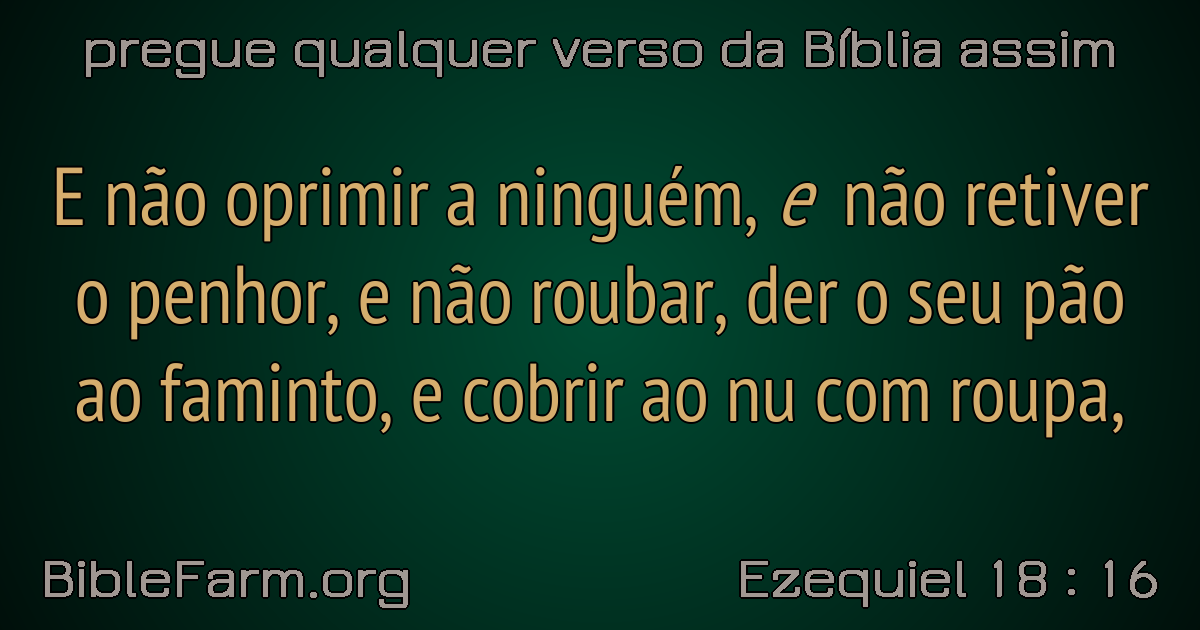 pregue qualquer verso da Bíblia assim
E não oprimir a ninguém, e não retiver
o penhor, e não roubar, der o seu pão
ao faminto, e cobrir ao nu com roupa,
BibleFarm.org
Ezequiel 18 : 16